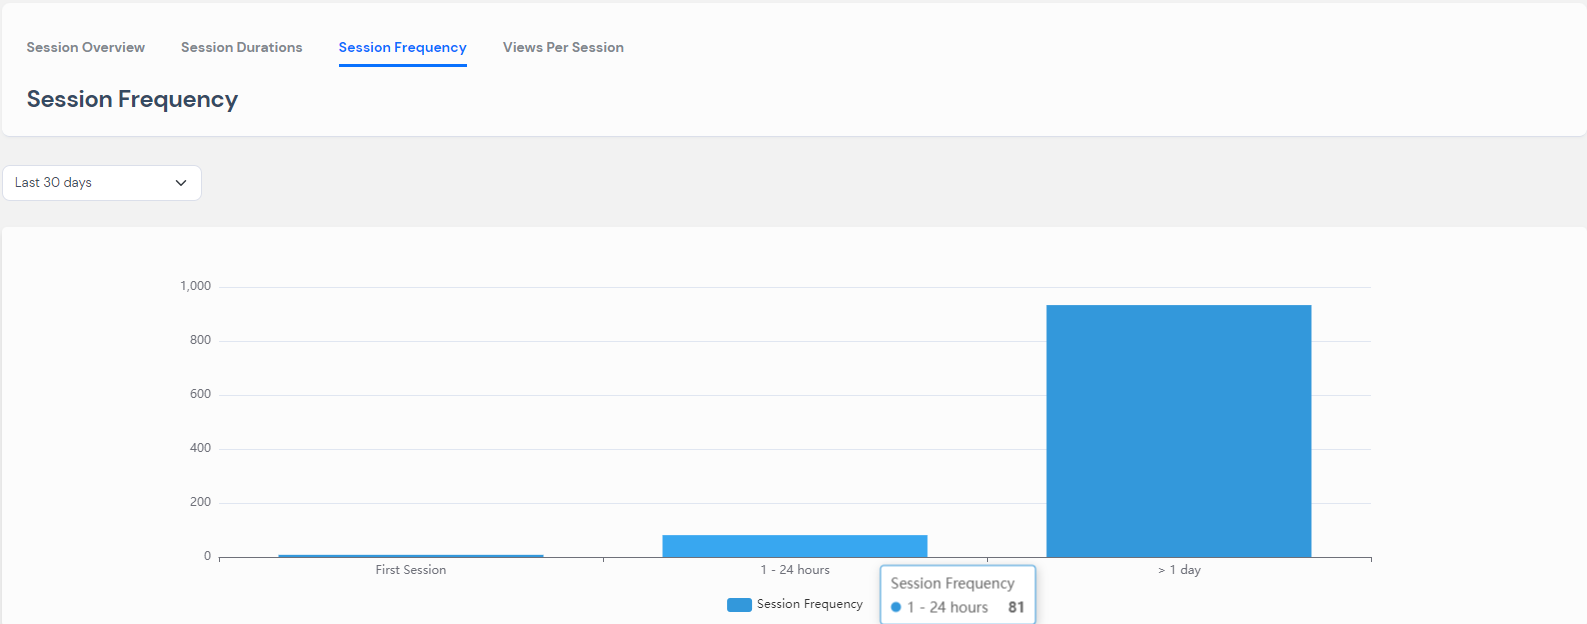 Session Overview Session Durations Session Frequency Views Per Session
Session Frequency
Last 30 days
1,000
800
600
400
200
0
First Session 1 - 24 hours > 1 day
Session Frequency
Session Frequency
1 - 24 hours 81